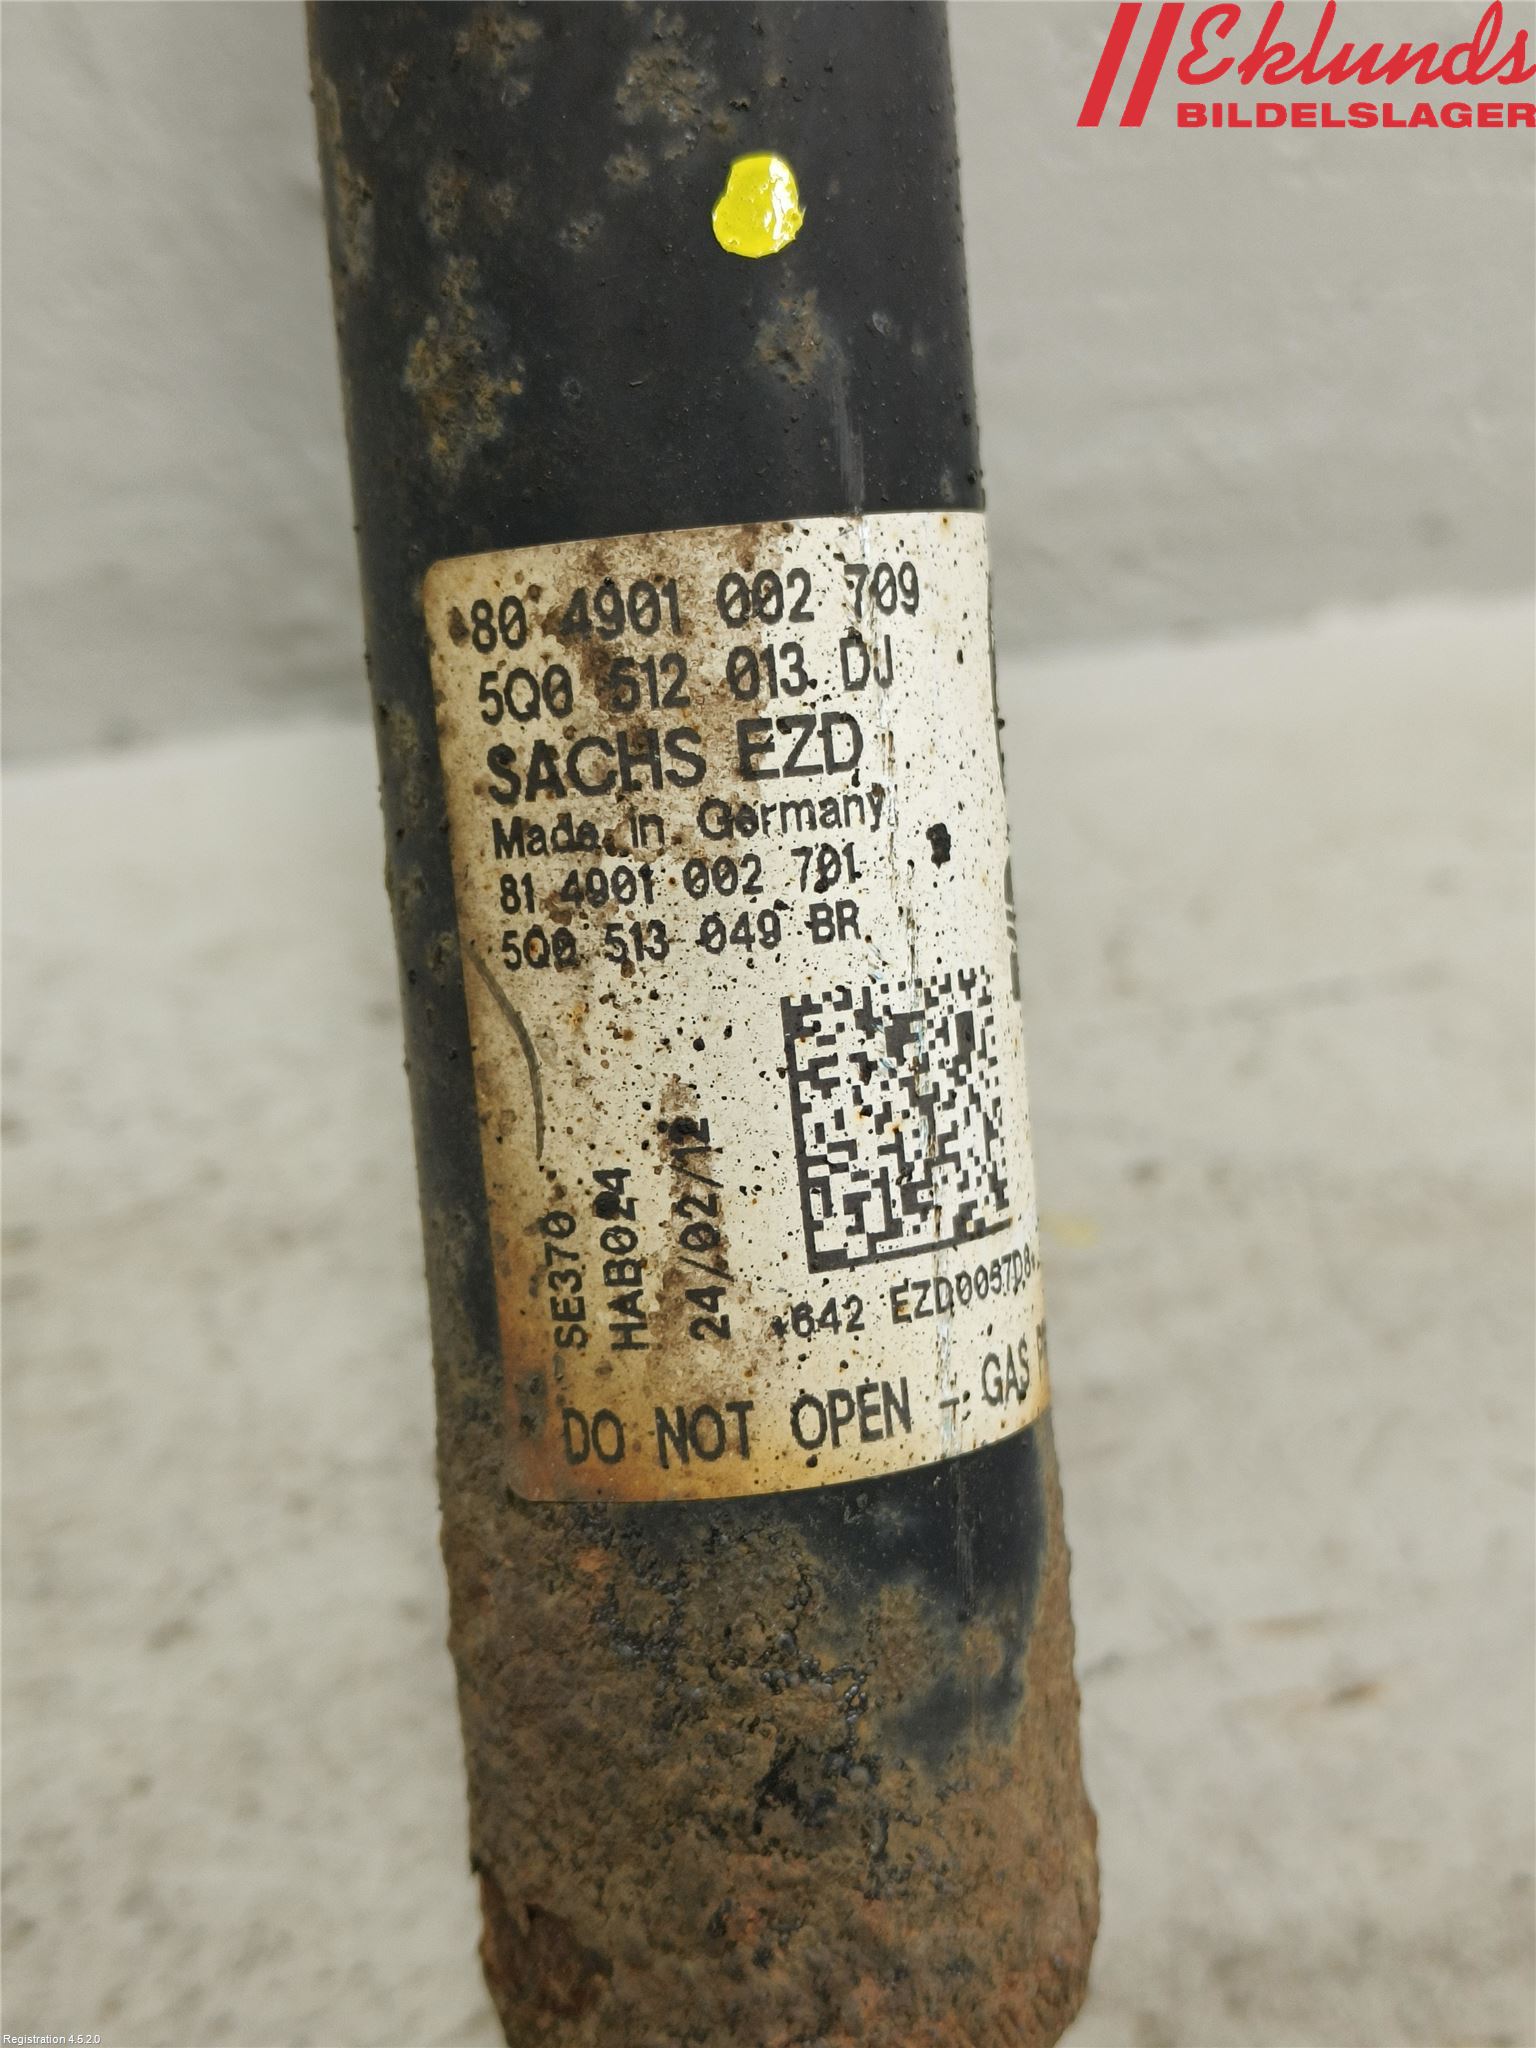 Eklunds
BILDELSLAGER
80 4901 002 709
5Q0 512 013 DJ
SACHS EZD
Made in Germany
81 4901 002 701
5Q0 513 049 BR
SE370
HAB024
24/02/12
*642 EZD0057D8
DO NOT OPEN - GAS
Registration 4.5.2.0